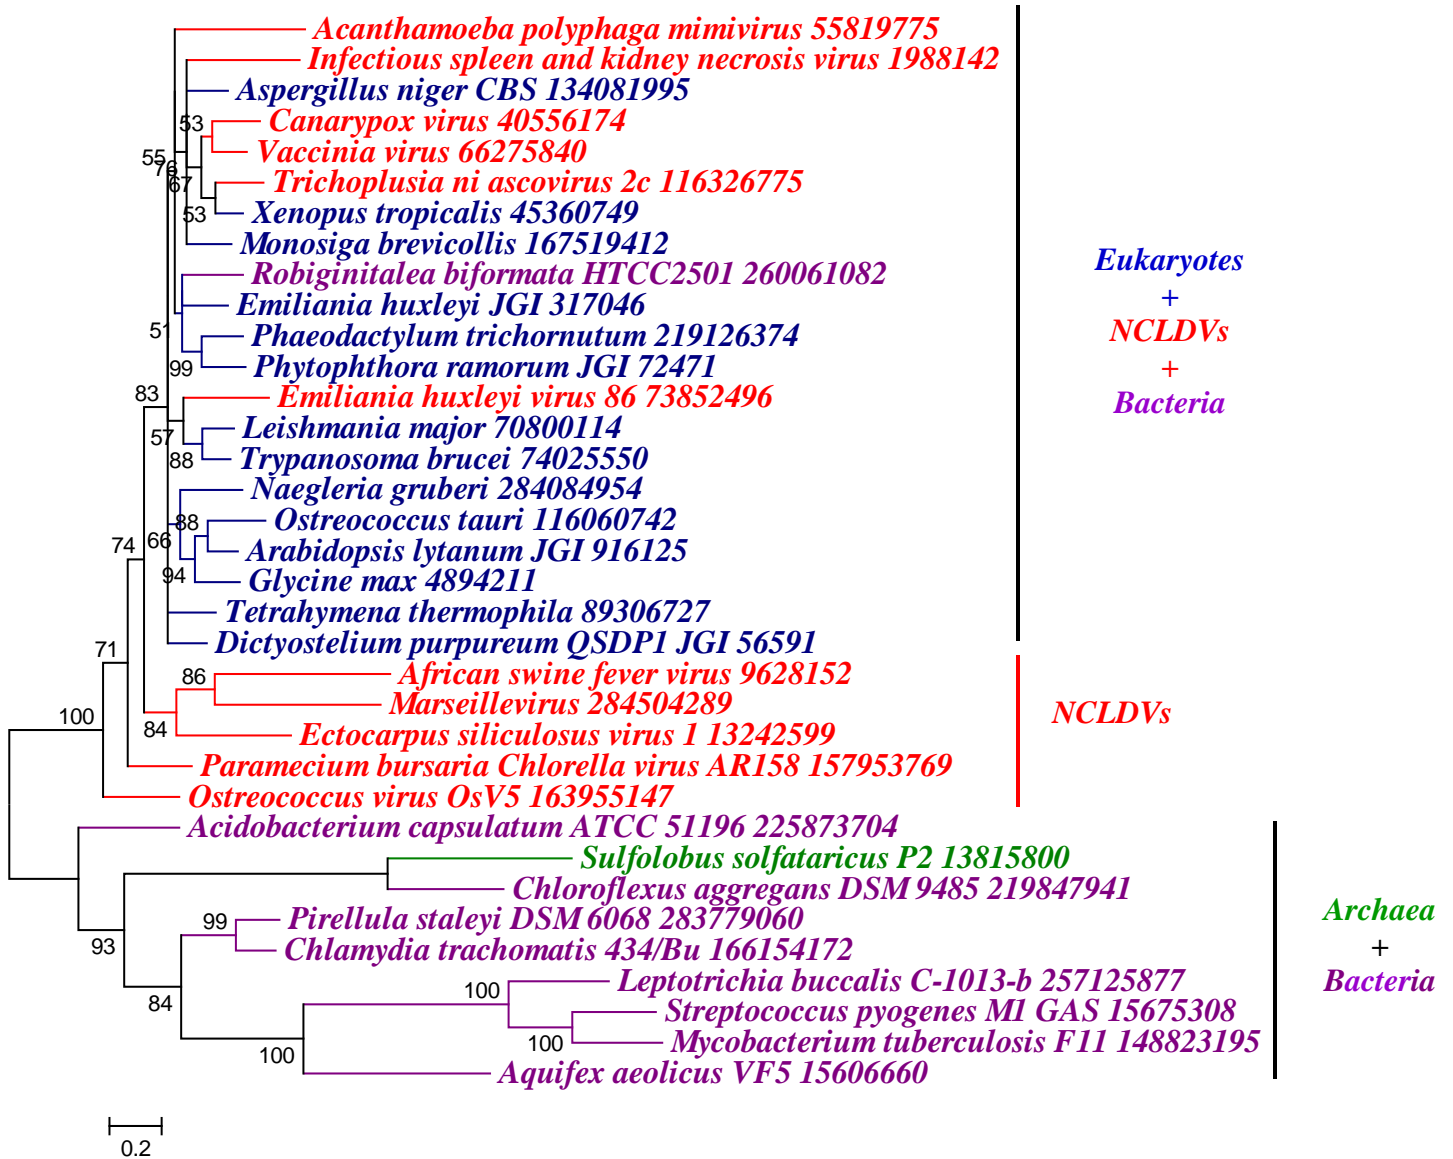 Acanthamoeba polyphaga mimivirus 55819775
Infectious spleen and kidney necrosis virus 1988142
Aspergillus niger CBS 134081995
53
Canarypox virus 40556174
Vaccinia virus 66275840
55
76
67
Trichoplusia ni ascovirus 2c 116326775
53
Xenopus tropicalis 45360749
Monosiga brevicollis 167519412
Robiginitalea biformata HTCC2501 260061082
Emiliania huxleyi JGI 317046
51
Phaeodactylum trichornutum 219126374
99
Phytophthora ramorum JGI 72471
83
Emiliania huxleyi virus 86 73852496
57
Leishmania major 70800114
88
Trypanosoma brucei 74025550
Naegleria gruberi 284084954
88
Ostreococcus tauri 116060742
74
66
Arabidopsis lytanum JGI 916125
94
Glycine max 4894211
Tetrahymena thermophila 89306727
71
Dictyostelium purpureum QSDP1 JGI 56591
86
African swine fever virus 9628152
Marseillevirus 284504289
100
84
Ectocarpus siliculosus virus 1 13242599
Paramecium bursaria Chlorella virus AR158 157953769
Ostreococcus virus OsV5 163955147
Acidobacterium capsulatum ATCC 51196 225873704
Sulfolobus solfataricus P2 13815800
Chloroflexus aggregans DSM 9485 219847941
99
Pirellula staleyi DSM 6068 283779060
93
Chlamydia trachomatis 434/Bu 166154172
100
Leptotrichia buccalis C-1013-b 257125877
84
Streptococcus pyogenes M1 GAS 15675308
100
Mycobacterium tuberculosis F11 148823195
100
Aquifex aeolicus VF5 15606660
0.2
Eukaryotes
+
NCLDVs
+
Bacteria
NCLDVs
Archaea
+
Bacteria